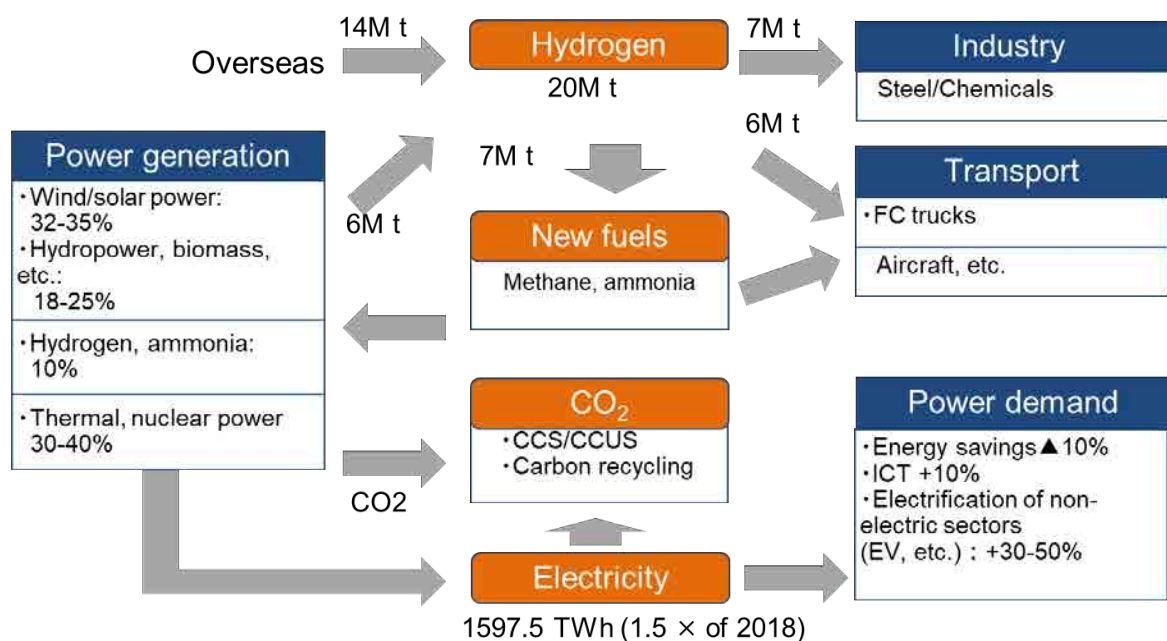 14M t
Overseas
Hydrogen
20M t
7M t
Industry
Steel/Chemicals
Power generation
・Wind/solar power:
32-35%
・Hydropower, biomass,
etc.:
18-25%
・Hydrogen, ammonia:
10%
・Thermal, nuclear power
30-40%
6M t
7M t
6M t
Transport
・FC trucks
Aircraft, etc.
New fuels
Methane, ammonia
CO2
CO₂
・CCS/CCUS
・Carbon recycling
Power demand
・Energy savings▲10%
・ICT +10%
・Electrification of non-
electric sectors
(EV, etc.) : +30-50%
Electricity
1597.5 TWh (1.5 × of 2018)